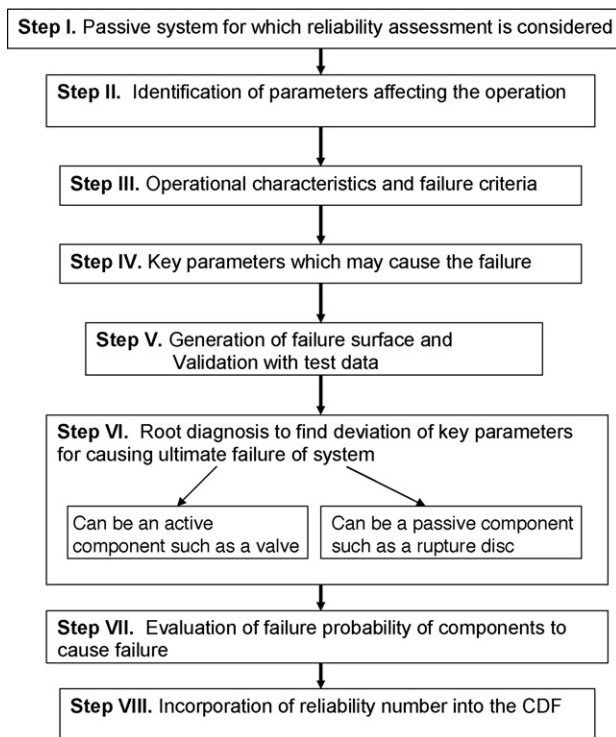 Step I. Passive system for which reliability assessment is considered
Step II. Identification of parameters affecting the operation
Step III. Operational characteristics and failure criteria
Step IV. Key parameters which may cause the failure
Step V. Generation of failure surface and
Validation with test data
Step VI. Root diagnosis to find deviation of key parameters
for causing ultimate failure of system
Can be an active
component such as a valve
Can be a passive component
such as a rupture disc
Step VII. Evaluation of failure probability of components to
cause failure
Step VIII. Incorporation of reliability number into the CDF